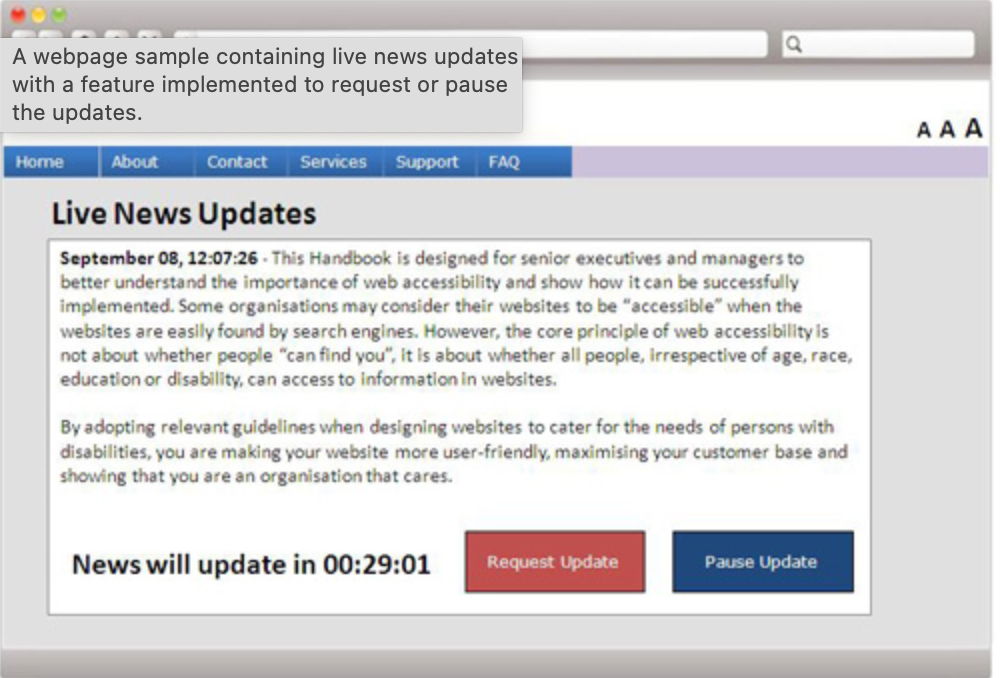 A webpage sample containing live news updates
with a feature implemented to request or pause
the updates.
A A A
Home About Contact Services Support FAQ
Live News Updates
September 08, 12:07:26 - This Handbook is designed for senior executives and managers to
better understand the importance of web accessibility and show how it can be successfully
implemented. Some organisations may consider their websites to be “accessible” when the
websites are easily found by search engines. However, the core principle of web accessibility is
not about whether people “can find you”, it is about whether all people, irrespective of age, race,
education or disability, can access to information in websites.
By adopting relevant guidelines when designing websites to cater for the needs of persons with
disabilities, you are making your website more user-friendly, maximising your customer base and
showing that you are an organisation that cares.
News will update in 00:29:01 Request Update Pause Update